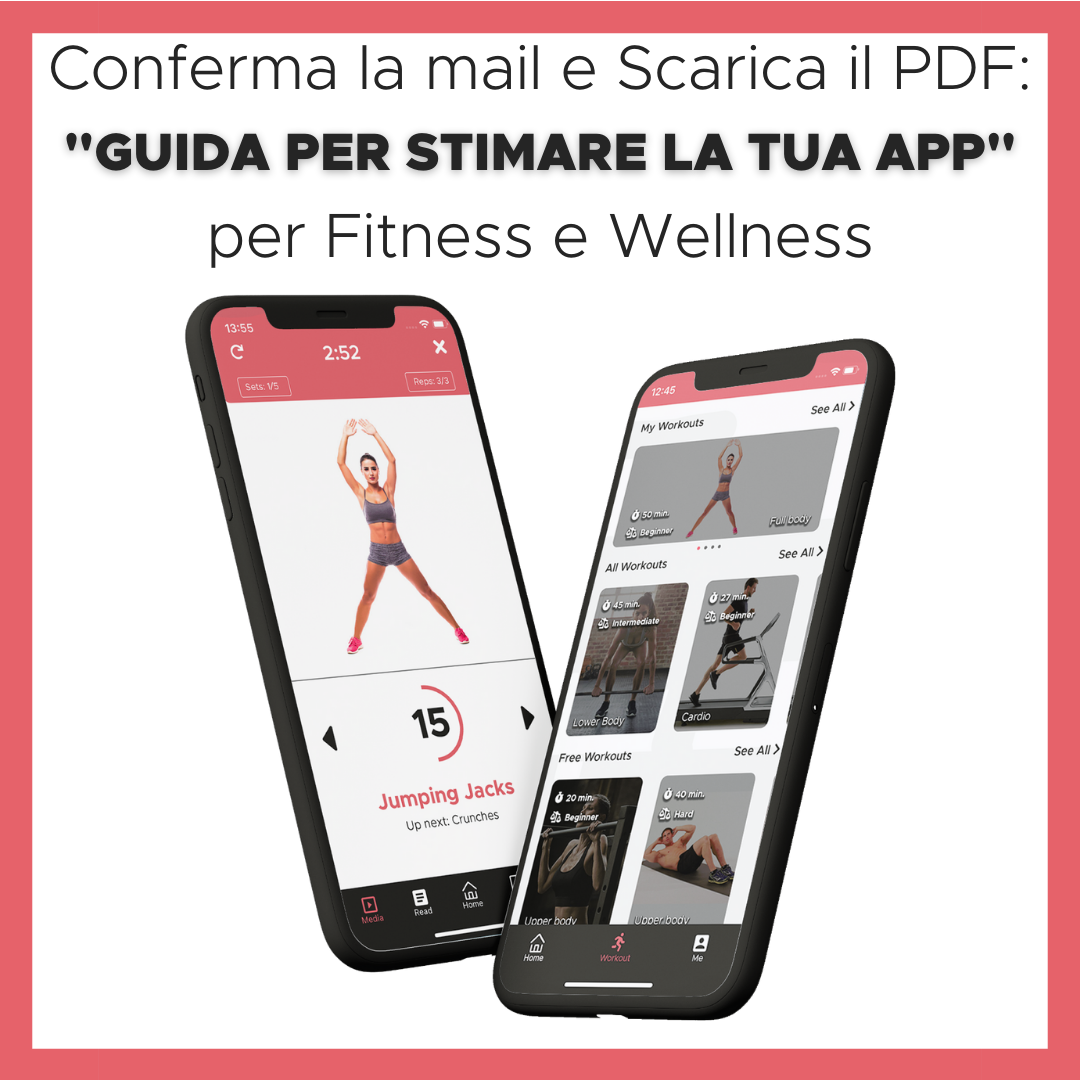 Conferma la mail e Scarica il PDF:
"GUIDA PER STIMARE LA TUA APP"
per Fitness e Wellness
13:55
2:52
Sets: 1/5
Reps: 3/3
15
Jumping Jacks
Up next: Crunches
Media
Read
Home
12:45
My Workouts
See All
50 min.
Beginner
Full body
All Workouts
See All
45 min.
Intermediate
Lower Body
27 min.
Beginner
Cardio
Free Workouts
See All
20 min.
Beginner
Upper body
40 min.
Hard
Upper body
Home
Workout
Me